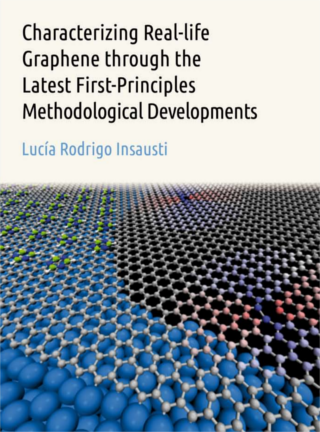 Characterizing Real-life
Graphene through the
Latest First-Principles
Methodological Developments
Lucía Rodrigo Insausti